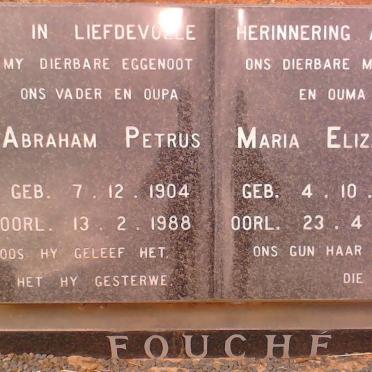 IN LIEFDEVOLLE
MY DIERBARE EGGENOOT
ONS VADER EN OUPA
ABRAHAM PETRUS
GEB. 7.12.1904
OORL. 13.2.1988
HY GELEEF HET,
HET HY GESTERWE.
HERINNERING
ONS DIERBARE
EN OUMA
MARIA
GEB. 4.10.
OORL. 23.4
ONS GUN HAAR
DIE
FOUCHÉ